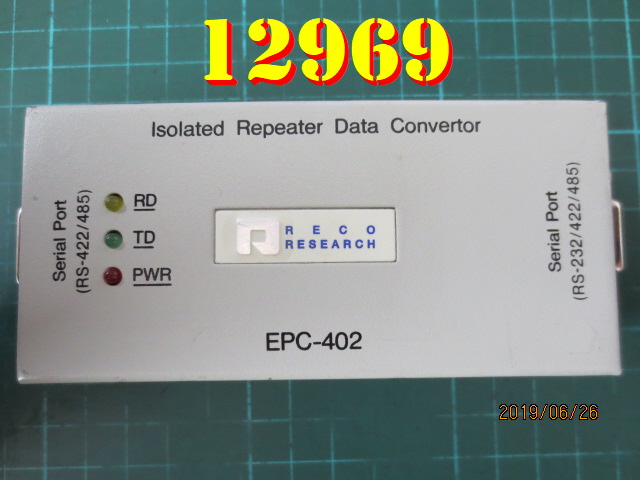 12969
Isolated Repeater Data Convertor
Serial Port
(RS-422/485)
RD
TD
PWR
R RECO
RESEARCH
Serial Port
(RS-232/422/485)
EPC-402
2019/06/26